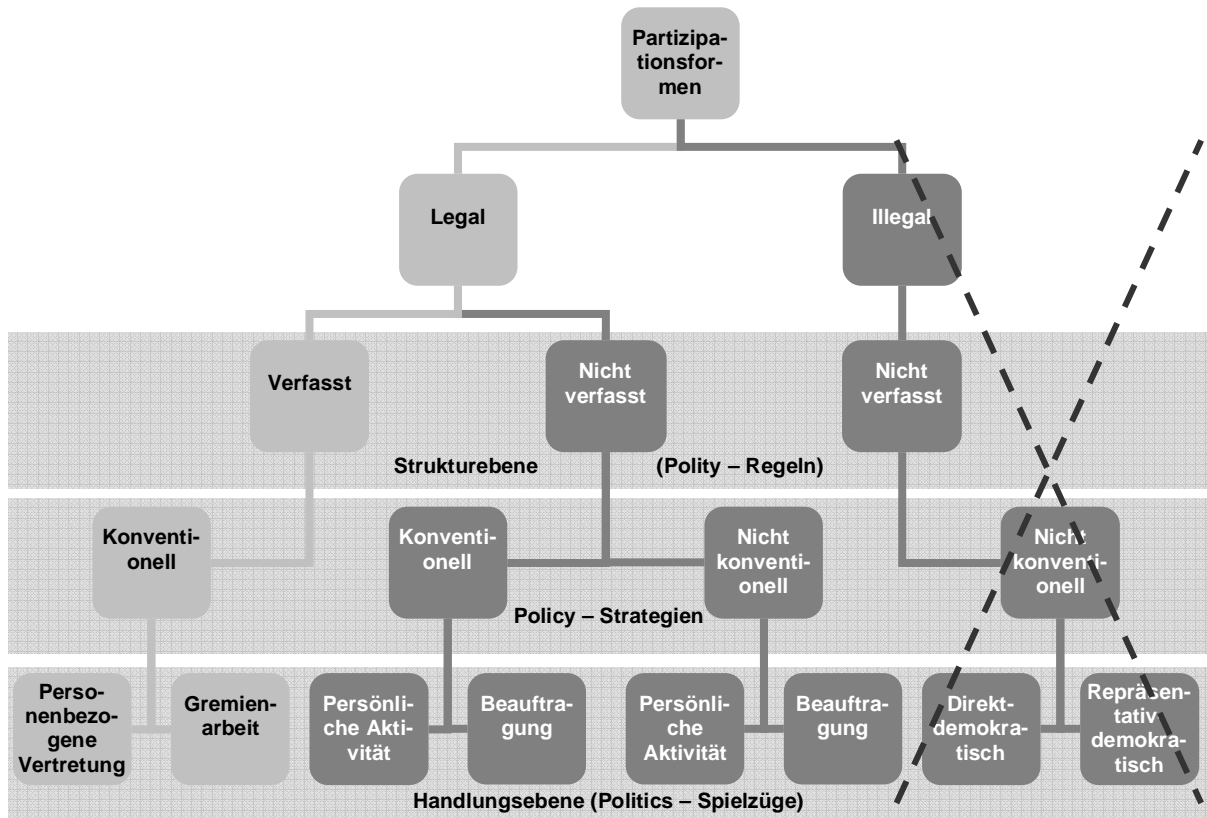 Partizipa-
tionsfor-
men
Legal
Illegal
Verfasst
Nicht
verfasst
Nicht
verfasst
Strukturebene (Polity – Regeln)
Konventi-
onell
Konventi-
onell
Nicht
konventi-
onell
Nicht
konventi-
onell
Policy – Strategien
Perso-
nenbezo-
gene
Vertretung
Gremien-
arbeit
Persönli-
che Akti-
vität
Beauftra-
gung
Persönli-
che
Aktivität
Beauftra-
gung
Direkt-
demokra-
tisch
Repräsen-
tativ
demokra-
tisch
Handlungsebene (Politics – Spielzüge)